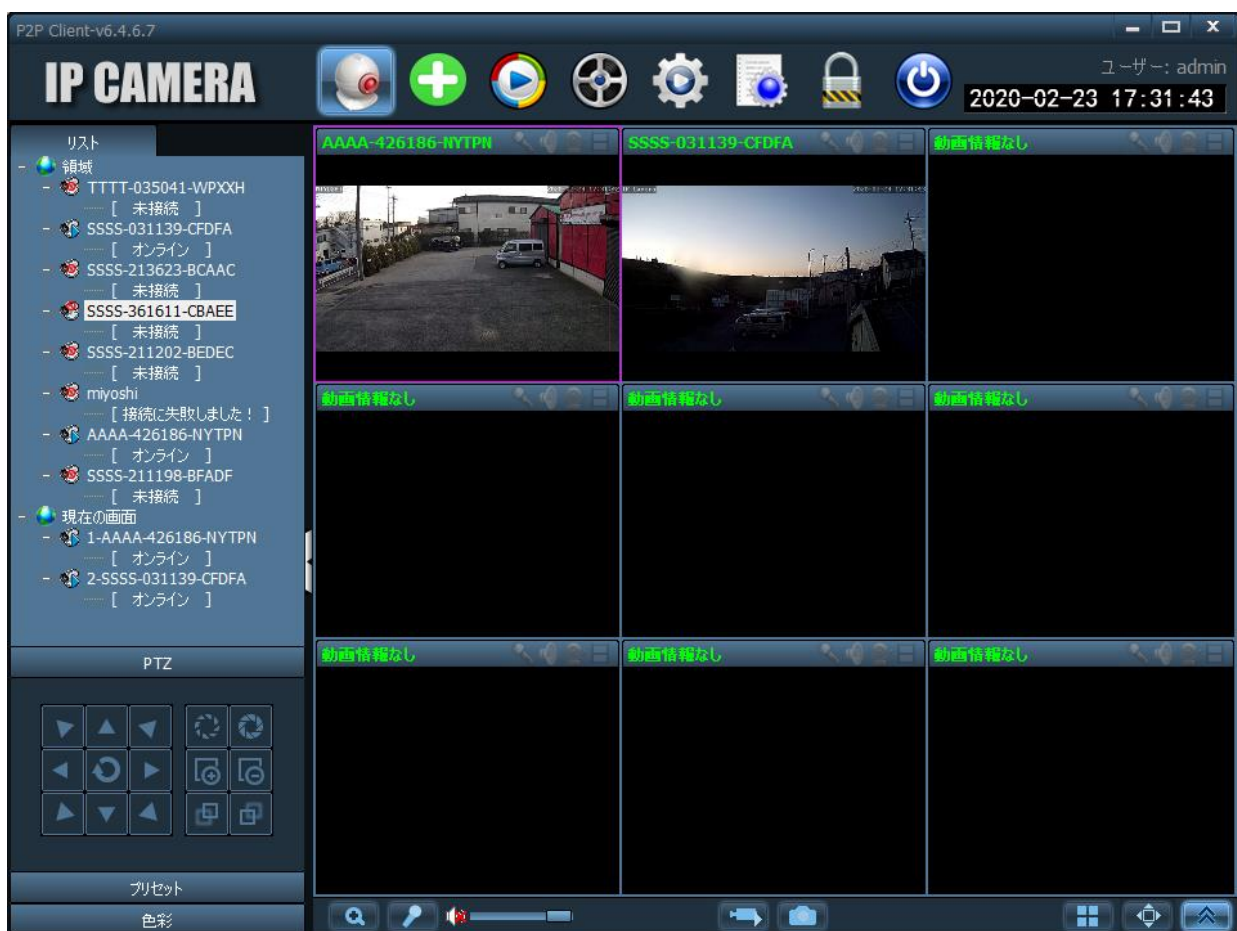 P2P Client-v6.4.6.7
IP CAMERA
ユーザー: admin
2020-02-23 17:31:43
リスト
領域
TTTT-035041-WPXXH
[ 未接続 ]
SSSS-031139-CFDFA
[ オンライン ]
SSSS-213623-BCAAC
[ 未接続 ]
SSSS-361611-CBAEE
[ 未接続 ]
SSSS-211202-BEDEC
[ 未接続 ]
miyoshi
[ 接続に失敗しました! ]
AAAA-426186-NYTPN
[ オンライン ]
SSSS-211198-BFADF
[ 未接続 ]
現在の画面
1-AAAA-426186-NYTPN
[ オンライン ]
2-SSSS-031139-CFDFA
[ オンライン ]
PTZ
プリセット
色彩
AAAA-426186-NYTPN
SSSS-031139-CFDFA
動画情報なし
動画情報なし
動画情報なし
動画情報なし
動画情報なし
動画情報なし
動画情報なし